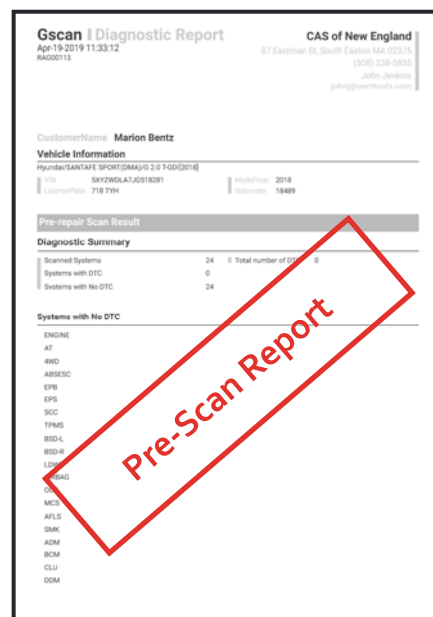 Gscan | Diagnostic Report
Apr-19-2019 11:33:12
RAG00113
CAS of New England
87 Eastman St, South Easton MA 02375
(508) 238-5855
John Jenkins
johnj@owntools.com
CustomerName Marion Bentz
Vehicle Information
Hyundai/SANTAFE SPORT(DMA)/G 2.0 T-GDI[2018]
VIN 5XYZWDLA7JG518281
ModelYear 2018
LicensePlate 718 TYH
Odometer 18489
Pre-repair Scan Result
Diagnostic Summary
Scanned Systems 24
Total number of DTC 0
Systems with DTC 0
Systems with No DTC 24
Systems with No DTC
ENGINE
AT
4WD
ABSESC
EPB
EPS
SCC
TPMS
BSD-L
BSD-R
MCS
AFLS
SMK
ADM
BCM
CLU
DDM
Pre-Scan Report